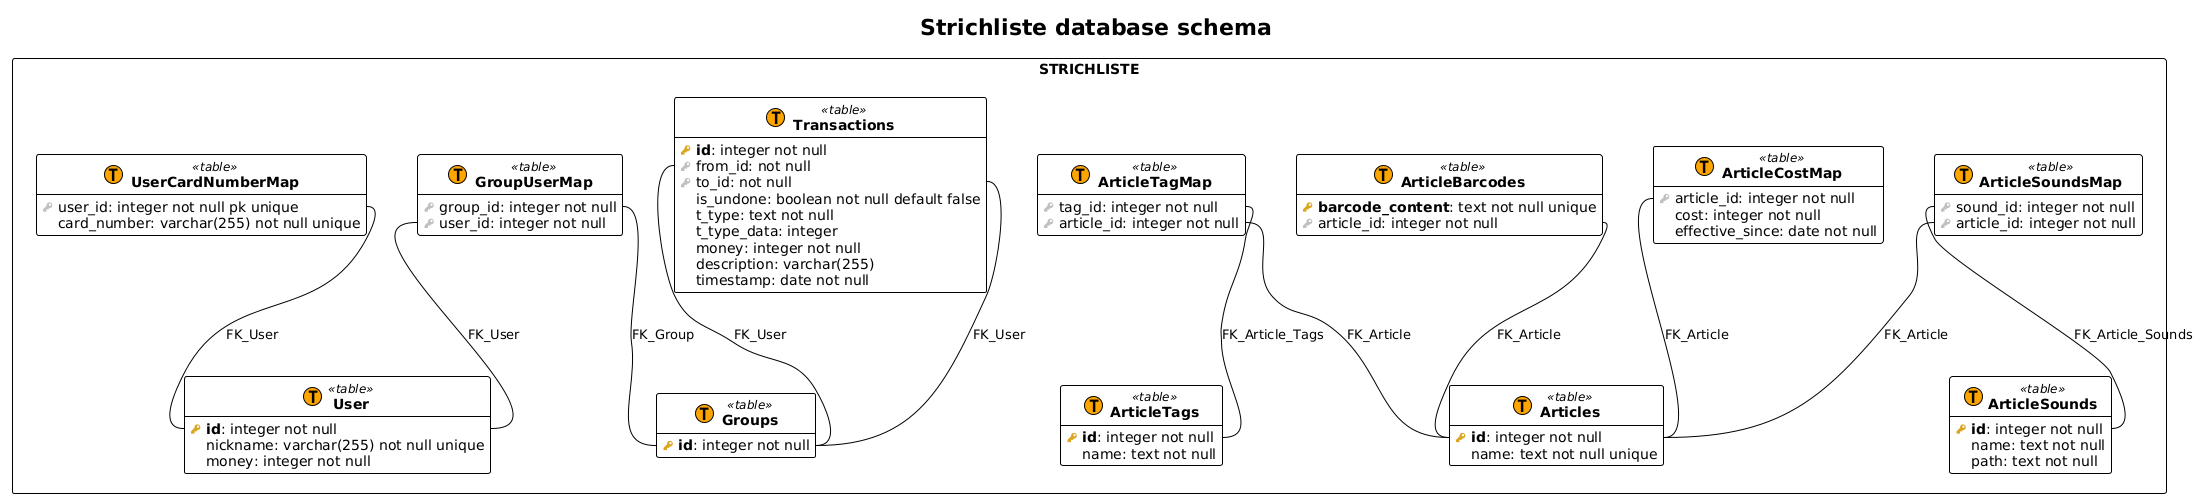 Strichliste database schema
STRICHLISTE
«table»
T UserCardNumberMap
user_id: integer not null pk unique
card_number: varchar(255) not null unique
«table»
T GroupUserMap
group_id: integer not null
user_id: integer not null
«table»
T Transactions
id: integer not null
from_id: not null
to_id: not null
is_undone: boolean not null default false
t_type: text not null
t_type_data: integer
money: integer not null
description: varchar(255)
timestamp: date not null
«table»
T ArticleTagMap
tag_id: integer not null
article_id: integer not null
«table»
T ArticleBarcodes
barcode_content: text not null unique
article_id: integer not null
«table»
T ArticleCostMap
article_id: integer not null
cost: integer not null
effective_since: date not null
«table»
T ArticleSoundsMap
sound_id: integer not null
article_id: integer not null
FK_User
FK_User
FK_Group
FK_User
FK_User
FK_Article_Tags
FK_Article
FK_Article
FK_Article
FK_Article
FK_Article_Sounds
«table»
T User
id: integer not null
nickname: varchar(255) not null unique
money: integer not null
«table»
T Groups
id: integer not null
«table»
T ArticleTags
id: integer not null
name: text not null
«table»
T Articles
id: integer not null
name: text not null unique
«table»
T ArticleSounds
id: integer not null
name: text not null
path: text not null